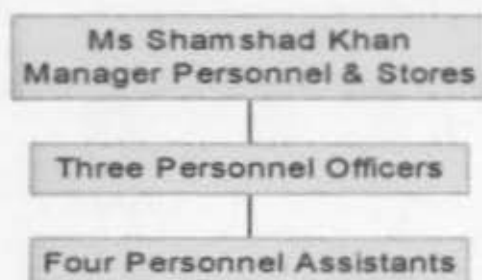 Ms Shamshad Khan
Manager Personnel & Stores
Three Personnel Officers
Four Personnel Assistants